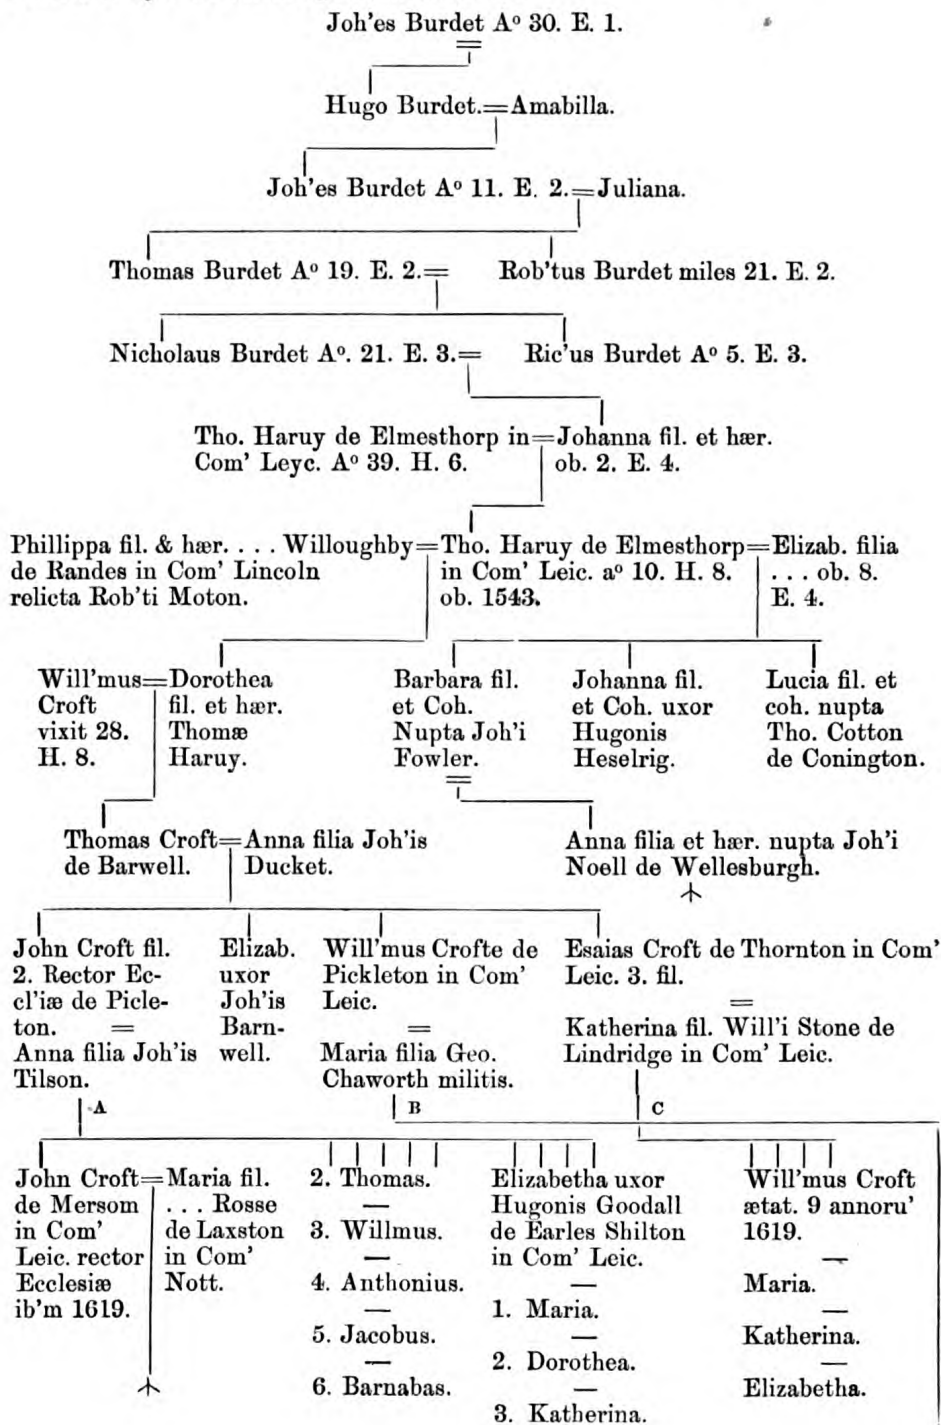 Joh'es Burdet Aº 30. E. 1.
Hugo Burdet.=Amabilla.
Joh'es Burdet Aº 11. E. 2.=Juliana.
Thomas Burdet Aº 19. E. 2.=
Rob'tus Burdet miles 21. E. 2.
Nicholaus Burdet Aº. 21. E. 3.=
Ric'us Burdet Aº 5. E. 3.
Tho. Haruy de Elmesthorp in=Johanna fil. et hær.
Com' Leyc. Aº 39. H. 6.
ob. 2. E. 4.
Phillippa fil. & hær. . . . Willoughby=Tho. Haruy de Elmesthorp=Elizab. filia
de Randes in Com' Lincoln
relicta Rob'ti Moton.
in Com' Leic. aº 10. H. 8.
ob. 1543.
. . . ob. 8.
E. 4.
Will'mus=Dorothea
Croft
vixit 28.
H. 8.
fil. et hær.
Thomæ
Haruy.
Barbara fil.
et Coh.
Nupta Joh'i
Fowler.
Johanna fil.
et Coh. uxor
Hugonis
Heselrig.
Lucia fil. et
coh. nupta
Tho. Cotton
de Conington.
Thomas Croft=Anna filia Joh'is
de Barwell.
Ducket.
Anna filia et hær. nupta Joh'i
Noell de Wellesburgh.
John Croft fil.
2. Rector Ec-
cl'iæ de Picle-
ton. =
Anna filia Joh'is
Tilson.
Elizab.
uxor
Joh'is
Barn-
well.
Will'mus Crofte de
Pickleton in Com'
Leic.
=
Maria filia Geo.
Chaworth militis.
Esaias Croft de Thornton in Com'
Leic. 3. fil.
=
Katherina fil. Will'i Stone de
Lindridge in Com' Leic.
A
B
C
John Croft=Maria fil.
de Mersom
in Com'
Leic. rector
Ecclesiæ
ib'm 1619.
. . . Rosse
de Laxston
in Com'
Nott.
2. Thomas.
—
3. Willmus.
—
4. Anthonius.
—
5. Jacobus.
—
6. Barnabas.
Elizabetha uxor
Hugonis Goodall
de Earles Shilton
in Com' Leic.
—
1. Maria.
—
2. Dorothea.
—
3. Katherina.
Will'mus Croft
ætat. 9 annoru'
1619.
—
Maria.
—
Katherina.
—
Elizabetha.